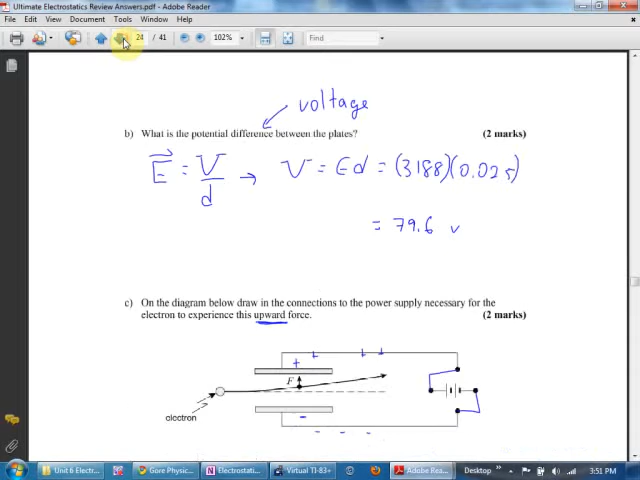 Ultimate Electrostatics Review Answers.pdf - Adobe Reader
File Edit View Document Tools Window Help
24 / 41 102% Find
voltage
b) What is the potential difference between the plates? (2 marks)
E = V/d → V = Ed = (3188)(0.025)
= 79.6 V
c) On the diagram below draw in the connections to the power supply necessary for the
electron to experience this upward force. (2 marks)
+ + + +
F
electron
- - - -
Unit 6 Electr... Gore Physic... Electrostati... Virtual TI-83+ Adobe Rea... Desktop » 3:51 PM